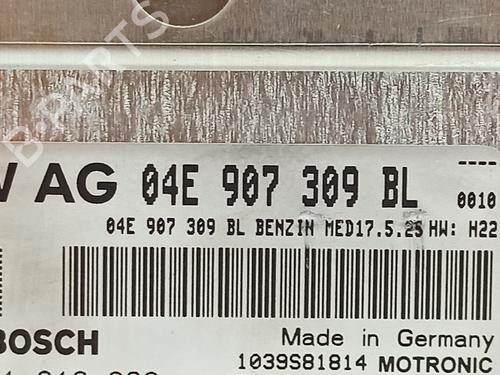 B-PARTS
W AG 04E 907 309 BL
0010
04E 907 309 BL BENZIN MED17.5.25 HW: H22
BOSCH
Made in Germany
1039S81814 MOTRONIC